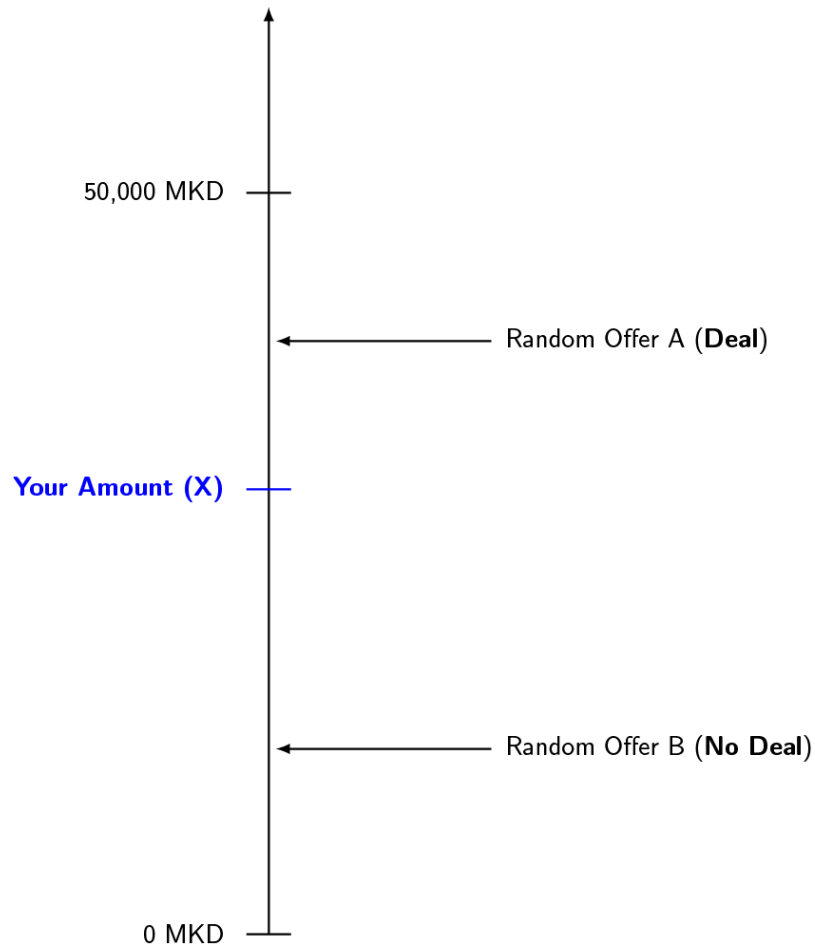 50,000 MKD
Random Offer A (Deal)
Your Amount (X)
Random Offer B (No Deal)
0 MKD